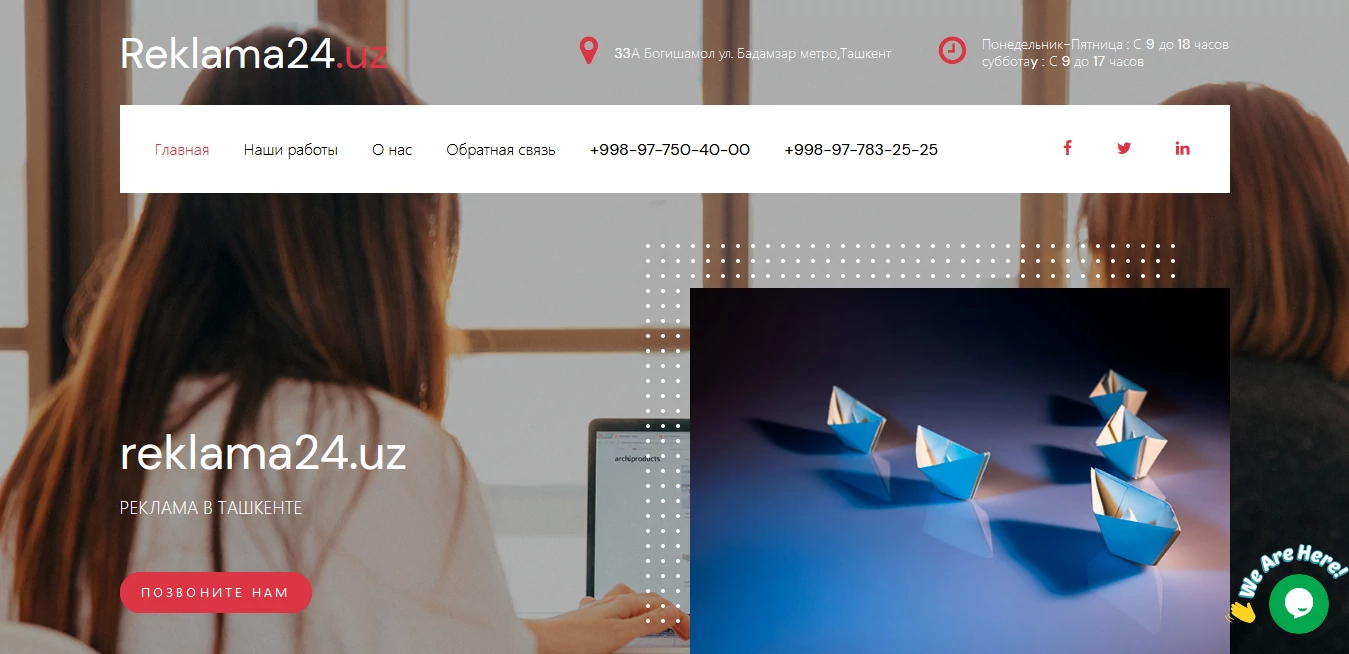 Reklama24.uz
33А Богишамол ул. Бадамзар метро,Ташкент
Понедельник-Пятница : С 9 до 18 часов
субботаy : С 9 до 17 часов
Главная
Наши работы
О нас
Обратная связь
+998-97-750-40-00
+998-97-783-25-25
archiproducts
reklama24.uz
РЕКЛАМА В ТАШКЕНТЕ
ПОЗВОНИТЕ НАМ
We Are Here!